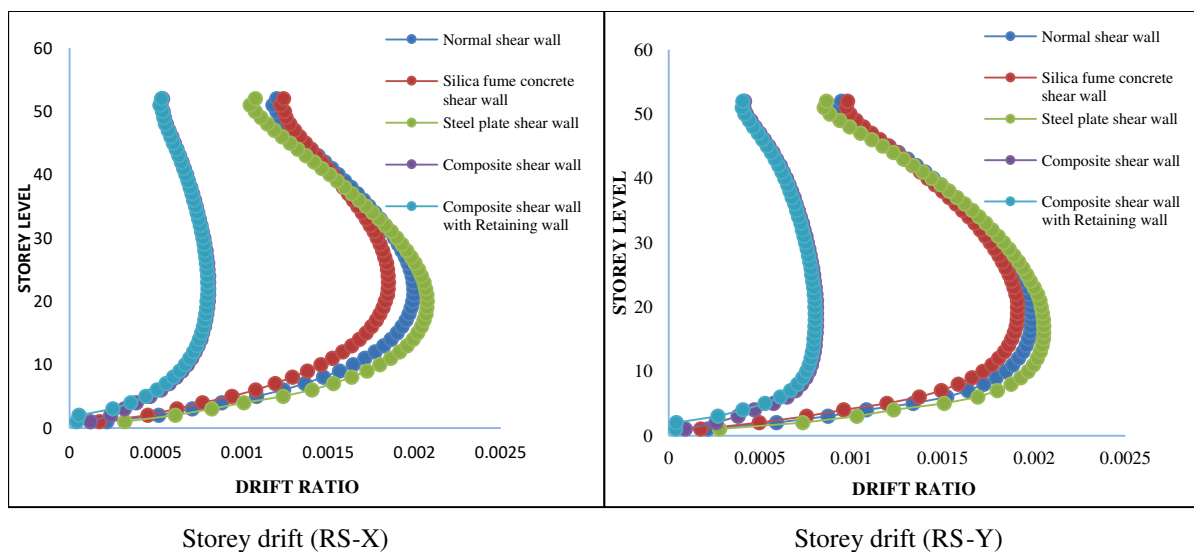 60
50
40
30
20
10
0
STOREY LEVEL
0
0.0005
0.001
0.0015
0.002
0.0025
DRIFT RATIO
Normal shear wall
Silica fume concrete
shear wall
Steel plate shear wall
Composite shear wall
Composite shear wall
with Retaining wall
Storey drift (RS-X)
60
50
40
30
20
10
0
STOREY LEVEL
0
0.0005
0.001
0.0015
0.002
0.0025
DRIFT RATIO
Normal shear wall
Silica fume concrete
shear wall
Steel plate shear wall
Composite shear wall
Composite shear wall
with Retaining wall
Storey drift (RS-Y)